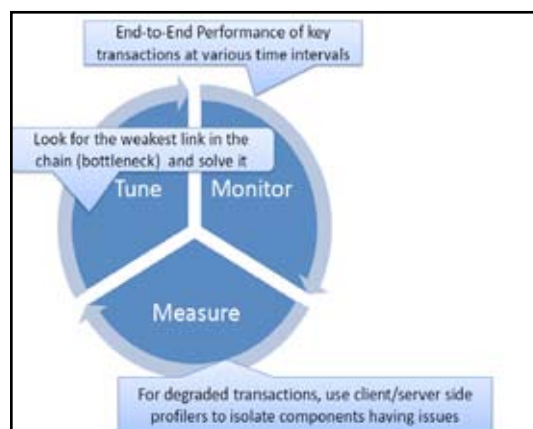 End-to-End Performance of key
transactions at various time intervals
Look for the weakest link in the
chain (bottleneck) and solve it
Tune
Monitor
Measure
For degraded transactions, use client/server side
profilers to isolate components having issues